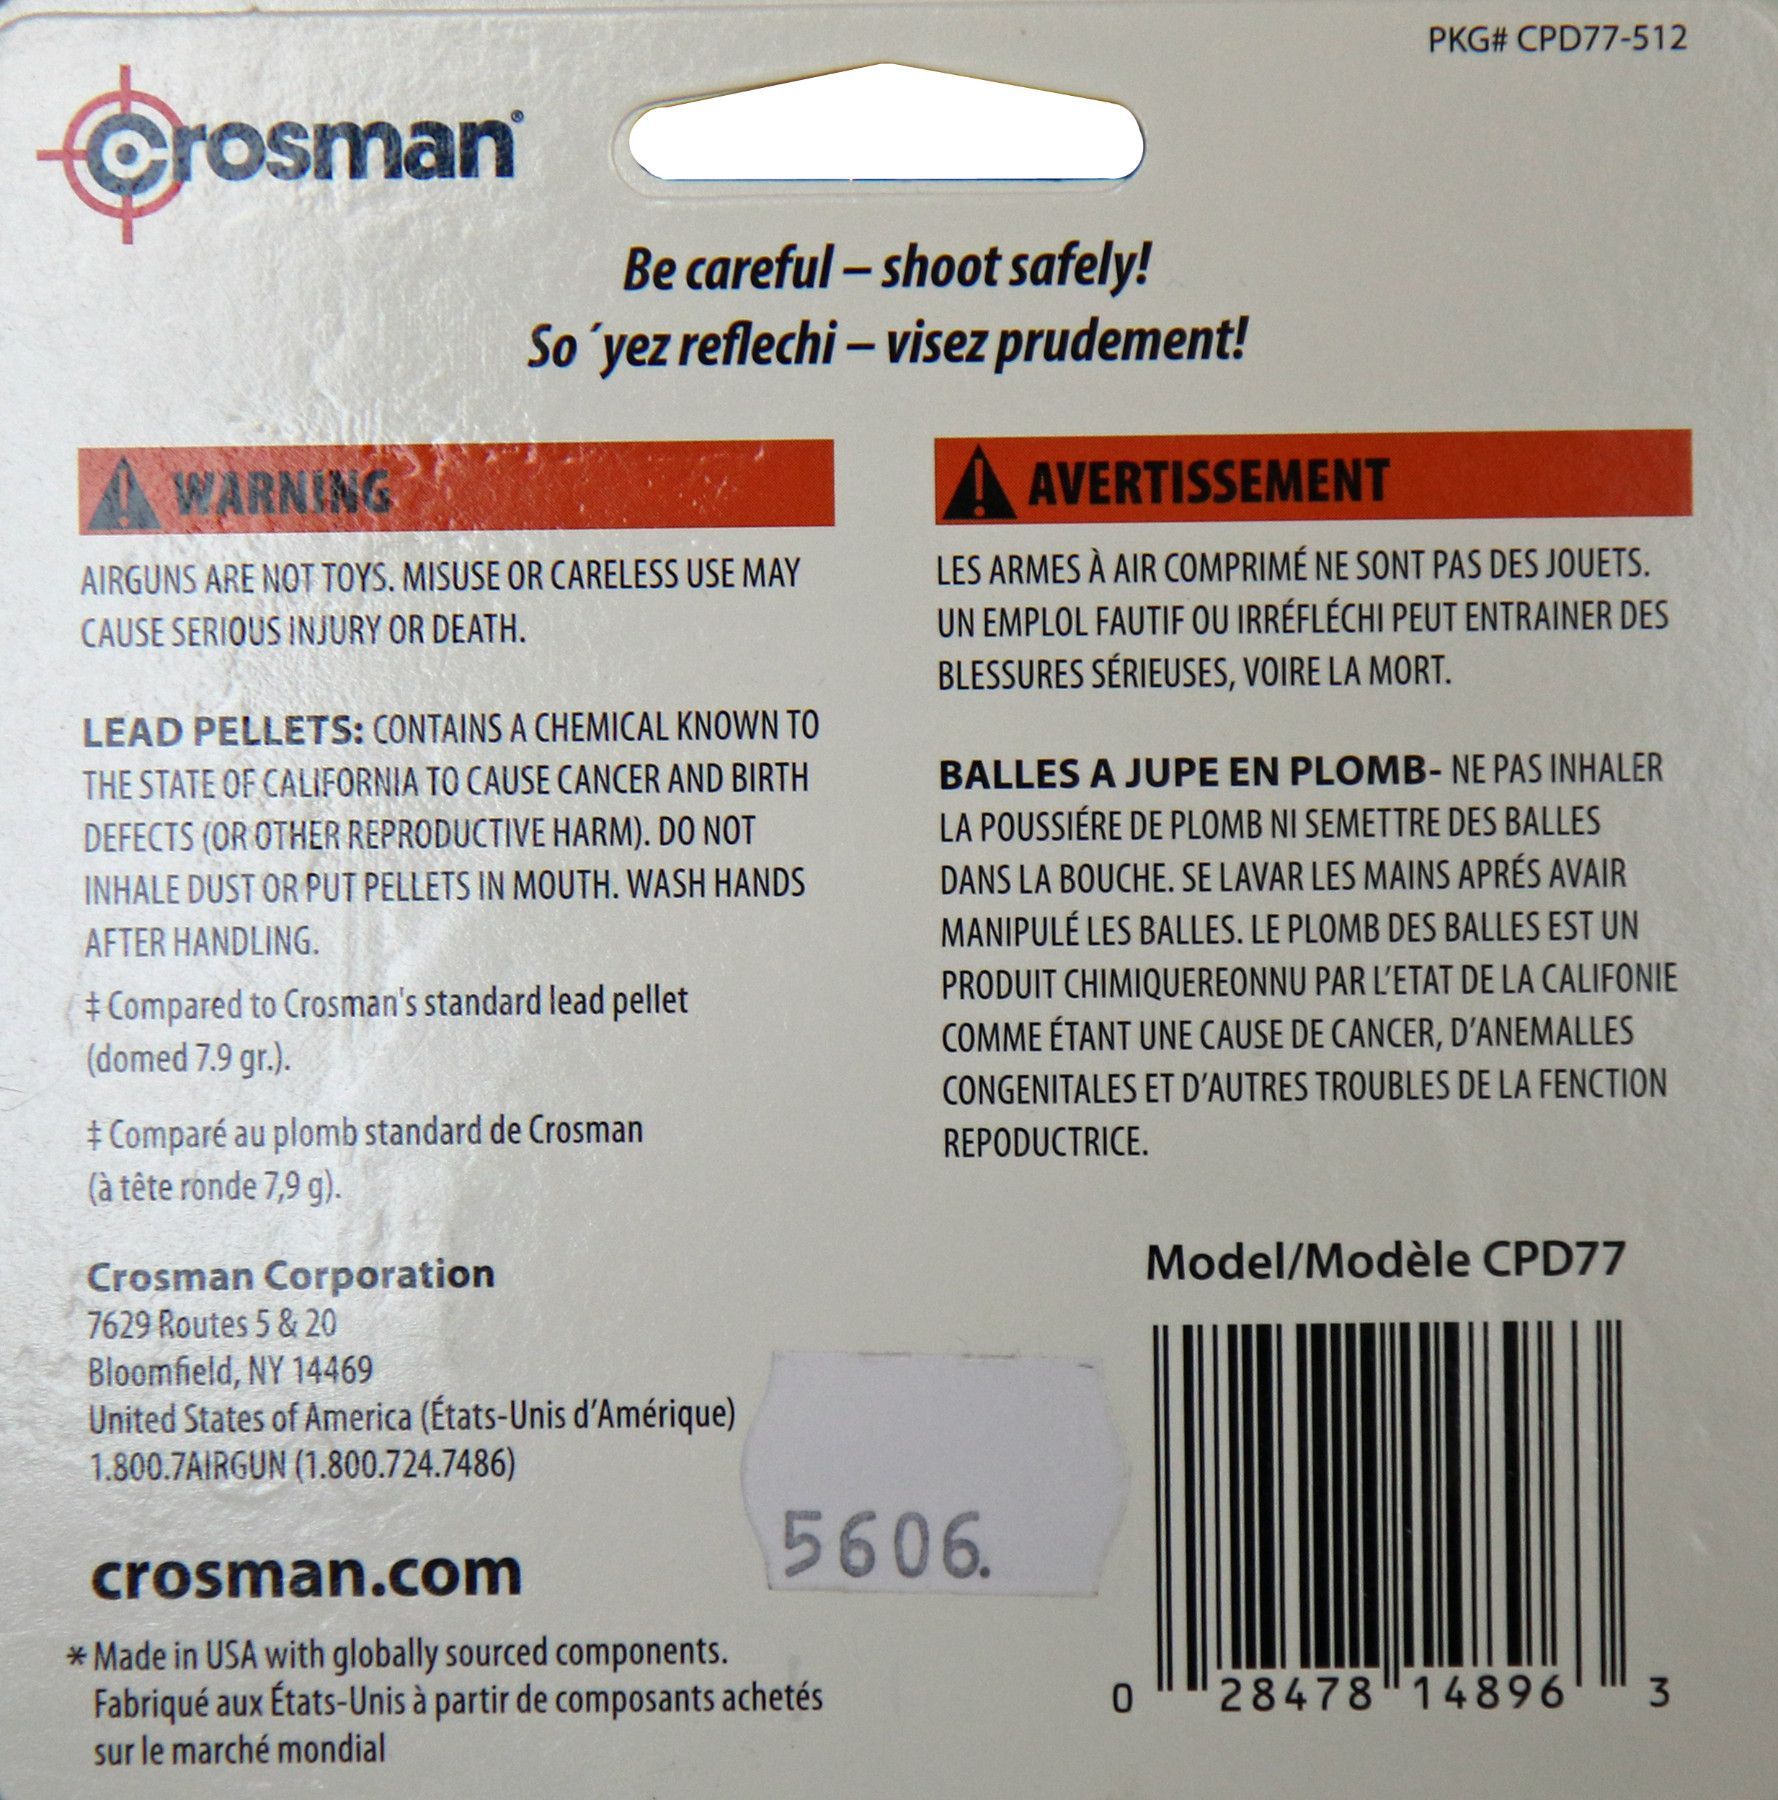 PKG# CPD77-512
Crosman®
Be careful – shoot safely!
So ´yez reflechi – visez prudement!
WARNING
AIRGUNS ARE NOT TOYS. MISUSE OR CARELESS USE MAY
CAUSE SERIOUS INJURY OR DEATH.
LEAD PELLETS: CONTAINS A CHEMICAL KNOWN TO
THE STATE OF CALIFORNIA TO CAUSE CANCER AND BIRTH
DEFECTS (OR OTHER REPRODUCTIVE HARM). DO NOT
INHALE DUST OR PUT PELLETS IN MOUTH. WASH HANDS
AFTER HANDLING.
‡ Compared to Crosman's standard lead pellet
(domed 7.9 gr.).
‡ Comparé au plomb standard de Crosman
(à tête ronde 7,9 g).
Crosman Corporation
7629 Routes 5 & 20
Bloomfield, NY 14469
United States of America (États-Unis d’Amérique)
1.800.7AIRGUN (1.800.724.7486)
crosman.com
* Made in USA with globally sourced components.
Fabriqué aux États-Unis à partir de composants achetés
sur le marché mondial
AVERTISSEMENT
LES ARMES À AIR COMPRIMÉ NE SONT PAS DES JOUETS.
UN EMPLOL FAUTIF OU IRRÉFLÉCHI PEUT ENTRAINER DES
BLESSURES SÉRIEUSES, VOIRE LA MORT.
BALLES A JUPE EN PLOMB- NE PAS INHALER
LA POUSSIÉRE DE PLOMB NI SEMETTRE DES BALLES
DANS LA BOUCHE. SE LAVAR LES MAINS APRÉS AVAIR
MANIPULÉ LES BALLES. LE PLOMB DES BALLES EST UN
PRODUIT CHIMIQUEREONNU PAR L’ETAT DE LA CALIFONIE
COMME ÉTANT UNE CAUSE DE CANCER, D’ANEMALLES
CONGENITALES ET D’AUTRES TROUBLES DE LA FENCTION
REPODUCTRICE.
Model/Modèle CPD77
5606.
0 28478 14896 3